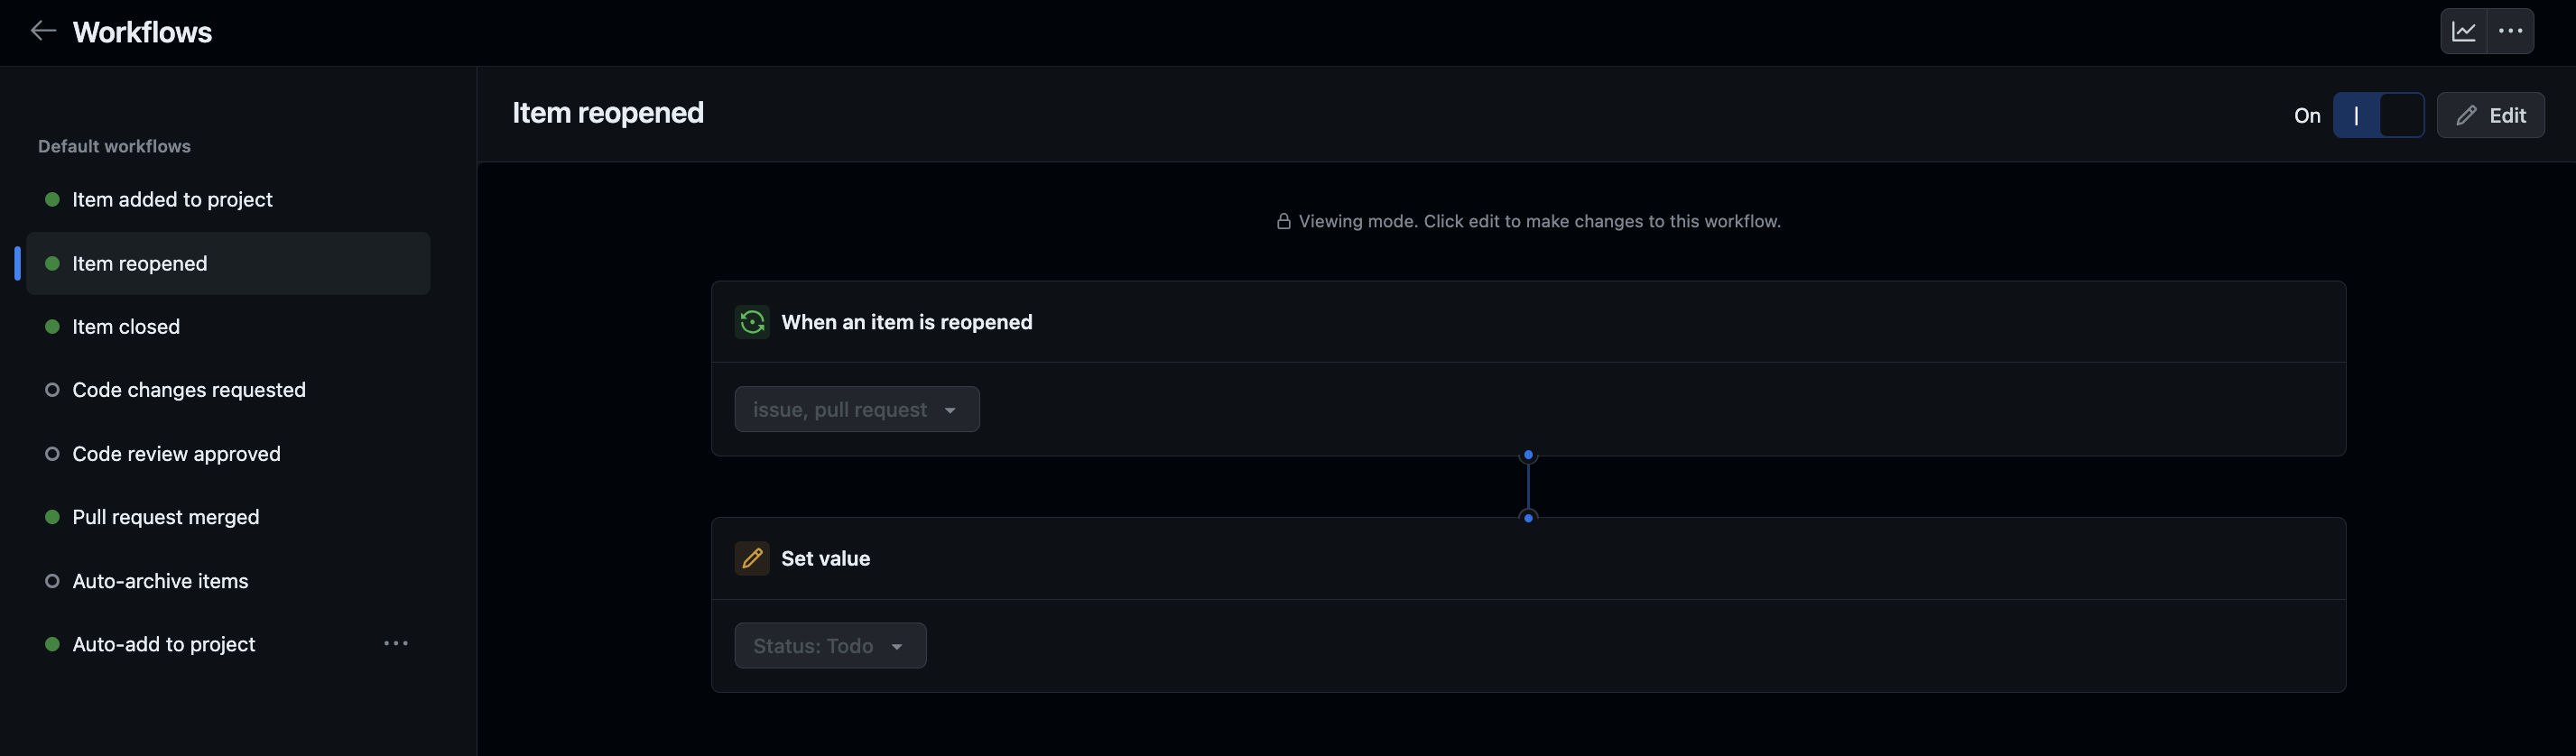 Workflows
Default workflows
Item added to project
Item reopened
Item closed
Code changes requested
Code review approved
Pull request merged
Auto-archive items
Auto-add to project
Item reopened
On
Edit
Viewing mode. Click edit to make changes to this workflow.
When an item is reopened
issue, pull request
Set value
Status: Todo